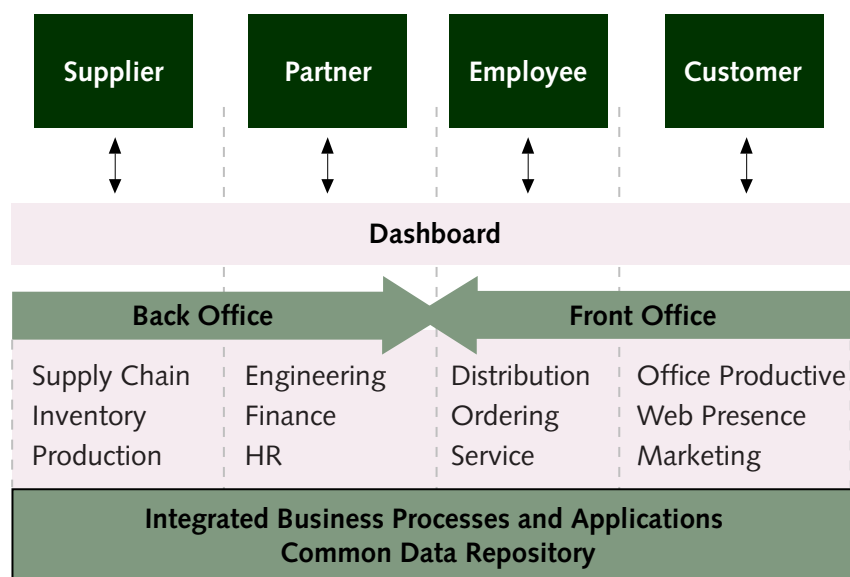 Supplier
Partner
Employee
Customer
Dashboard
Back Office
Front Office
Supply Chain
Inventory
Production
Engineering
Finance
HR
Distribution
Ordering
Service
Office Productive
Web Presence
Marketing
Integrated Business Processes and Applications
Common Data Repository